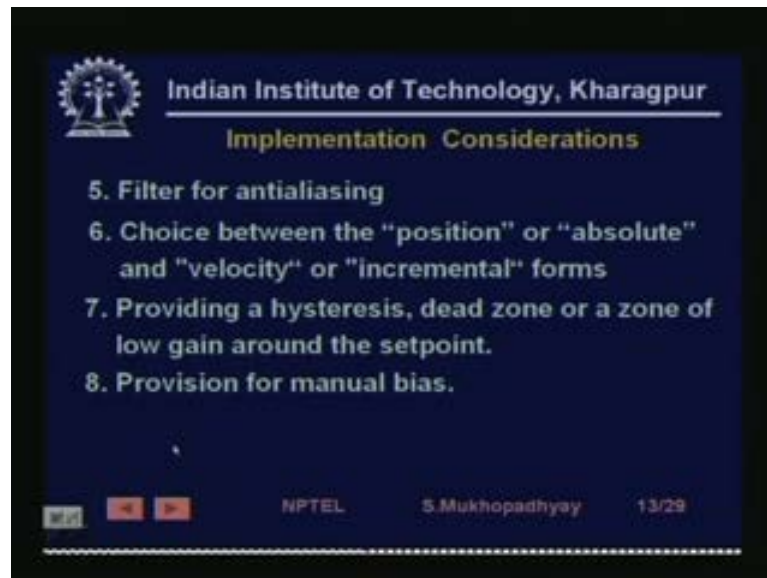 Indian Institute of Technology, Kharagpur
Implementation Considerations
5. Filter for antialiasing
6. Choice between the “position” or “absolute”
and "velocity“ or "incremental“ forms
7. Providing a hysteresis, dead zone or a zone of
low gain around the setpoint.
8. Provision for manual bias.
NPTEL S.Mukhopadhyay 13/29